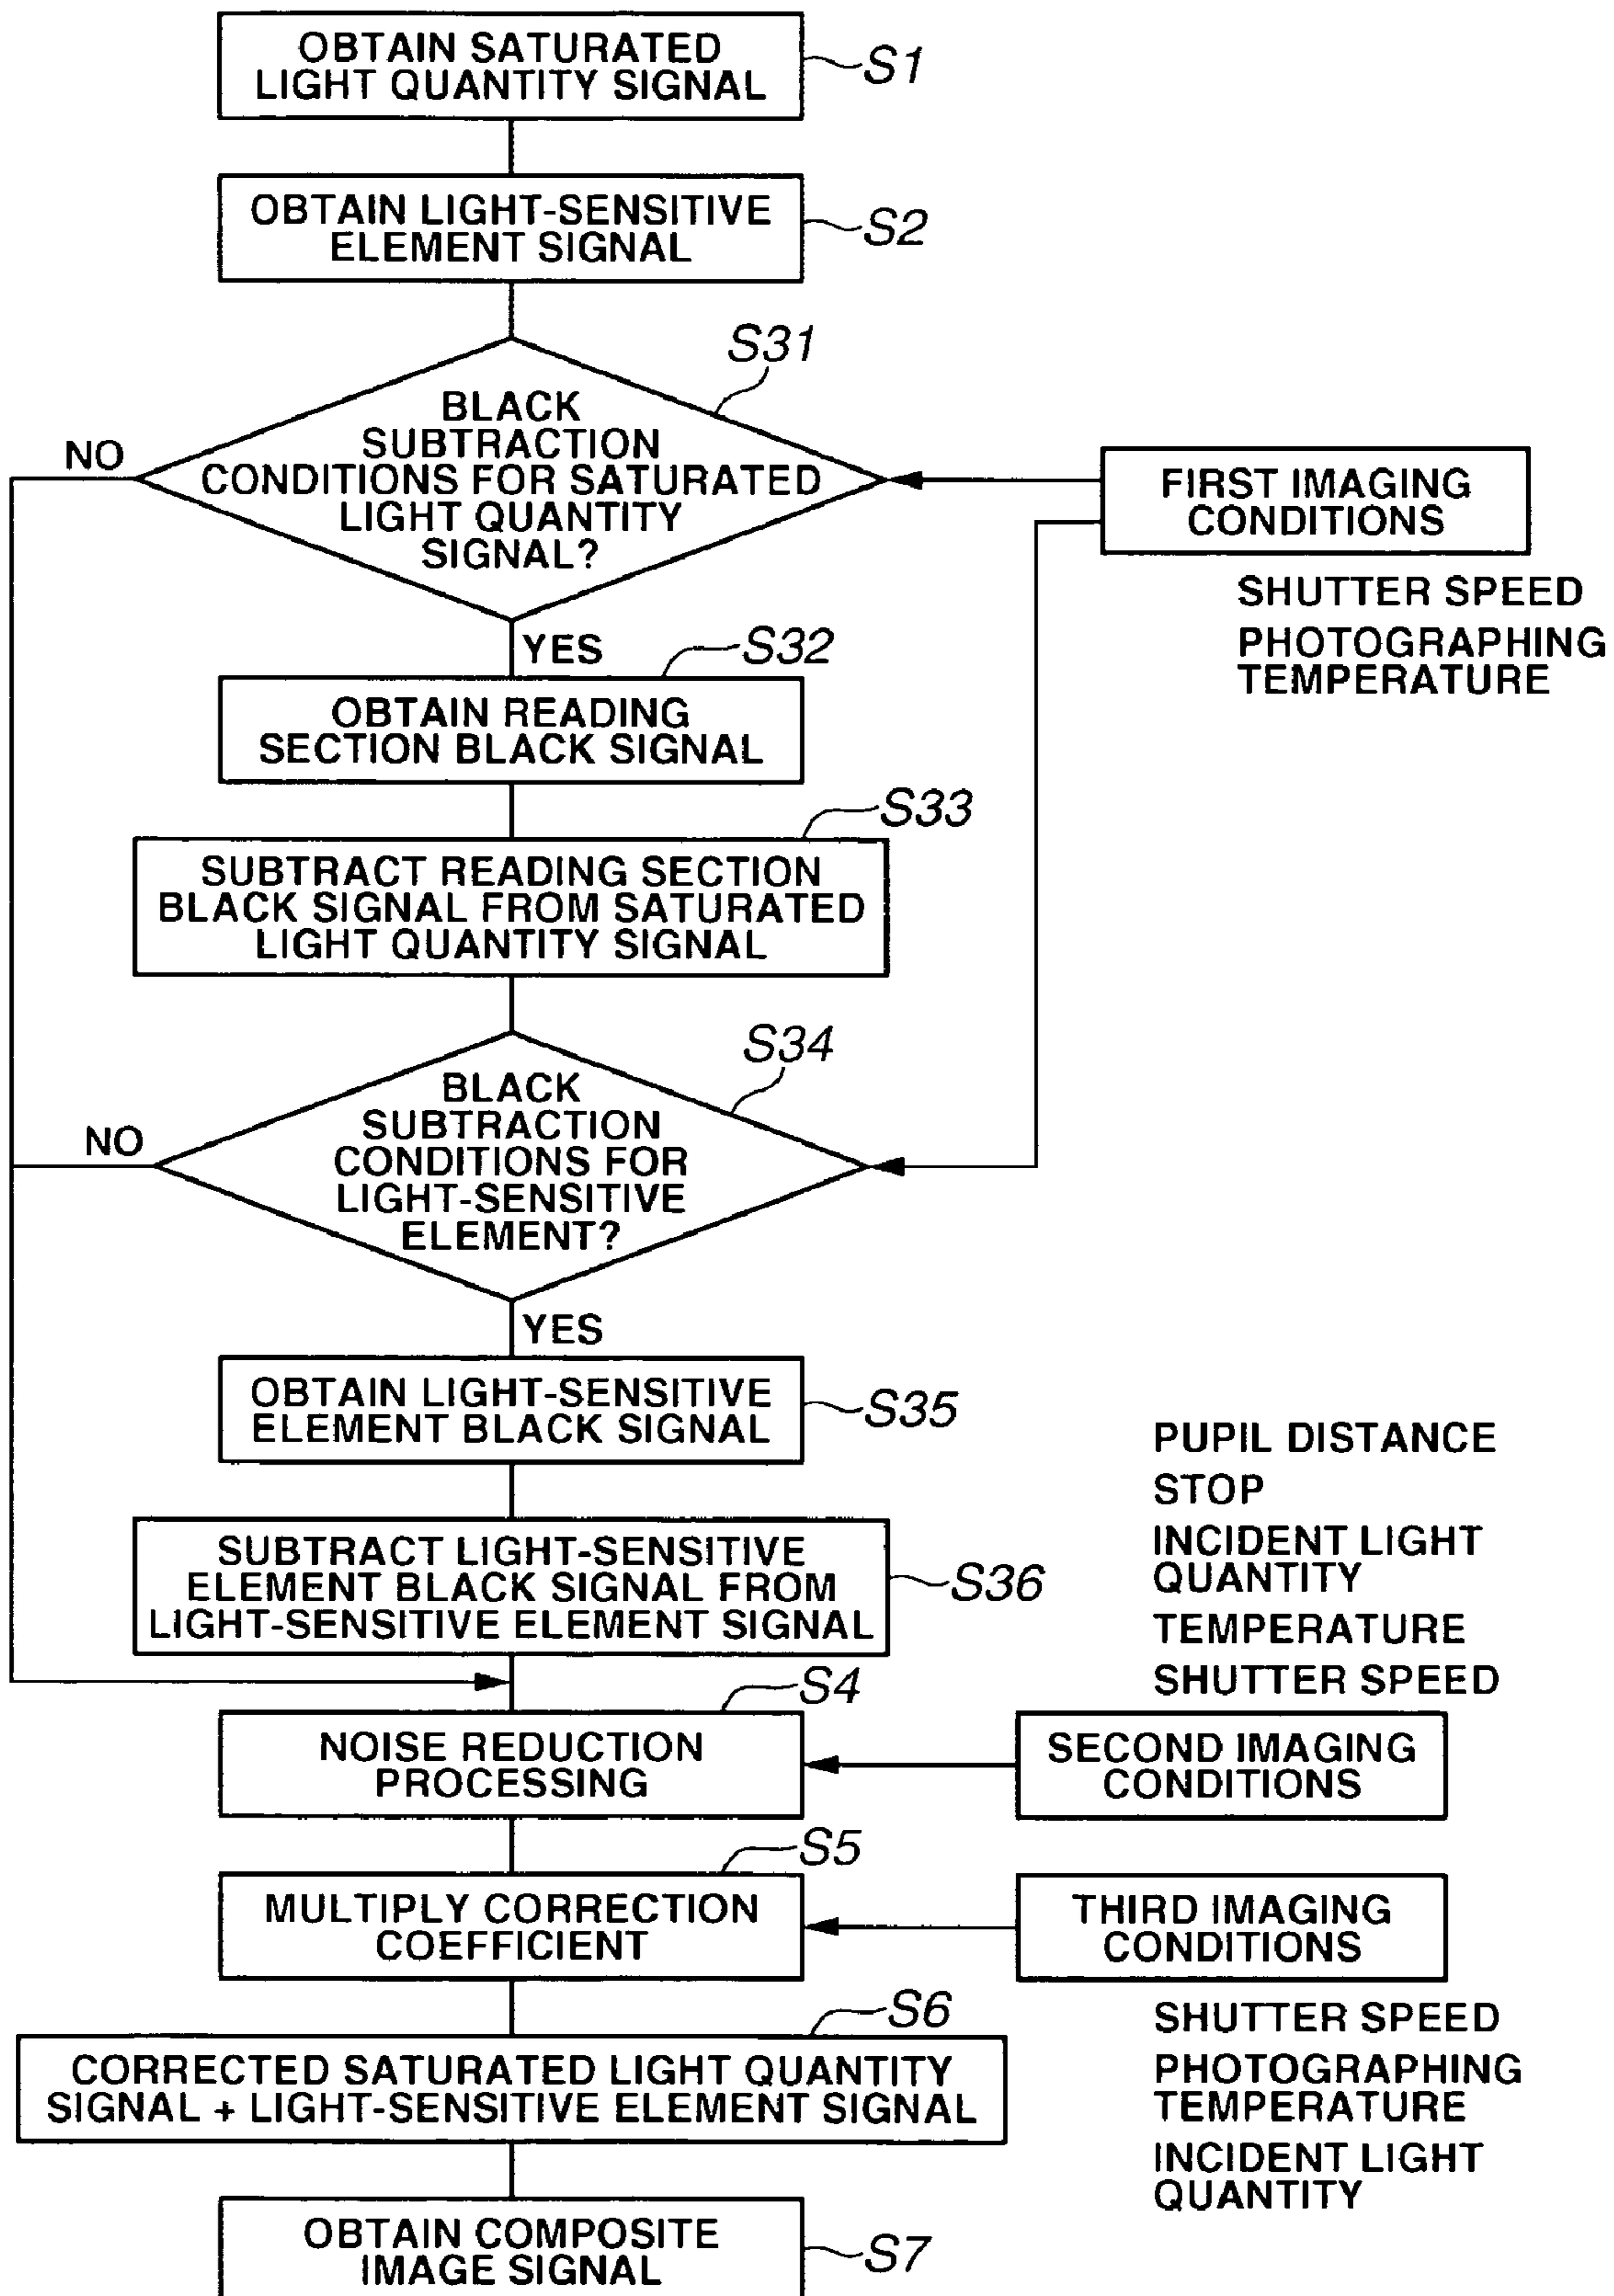 OBTAIN SATURATED
LIGHT QUANTITY SIGNAL
S1
OBTAIN LIGHT-SENSITIVE
ELEMENT SIGNAL
S2
S31
BLACK
SUBTRACTION
CONDITIONS FOR SATURATED
LIGHT QUANTITY
SIGNAL?
NO
FIRST IMAGING
CONDITIONS
SHUTTER SPEED
PHOTOGRAPHING
TEMPERATURE
YES
S32
OBTAIN READING
SECTION BLACK SIGNAL
S33
SUBTRACT READING SECTION
BLACK SIGNAL FROM SATURATED
LIGHT QUANTITY SIGNAL
S34
BLACK
SUBTRACTION
CONDITIONS FOR
LIGHT-SENSITIVE
ELEMENT?
NO
YES
OBTAIN LIGHT-SENSITIVE
ELEMENT BLACK SIGNAL
S35
SUBTRACT LIGHT-SENSITIVE
ELEMENT BLACK SIGNAL FROM
LIGHT-SENSITIVE ELEMENT SIGNAL
S36
PUPIL DISTANCE
STOP
INCIDENT LIGHT
QUANTITY
TEMPERATURE
SHUTTER SPEED
S4
NOISE REDUCTION
PROCESSING
SECOND IMAGING
CONDITIONS
S5
MULTIPLY CORRECTION
COEFFICIENT
THIRD IMAGING
CONDITIONS
SHUTTER SPEED
PHOTOGRAPHING
TEMPERATURE
INCIDENT LIGHT
QUANTITY
S6
CORRECTED SATURATED LIGHT QUANTITY
SIGNAL + LIGHT-SENSITIVE ELEMENT SIGNAL
OBTAIN COMPOSITE
IMAGE SIGNAL
S7